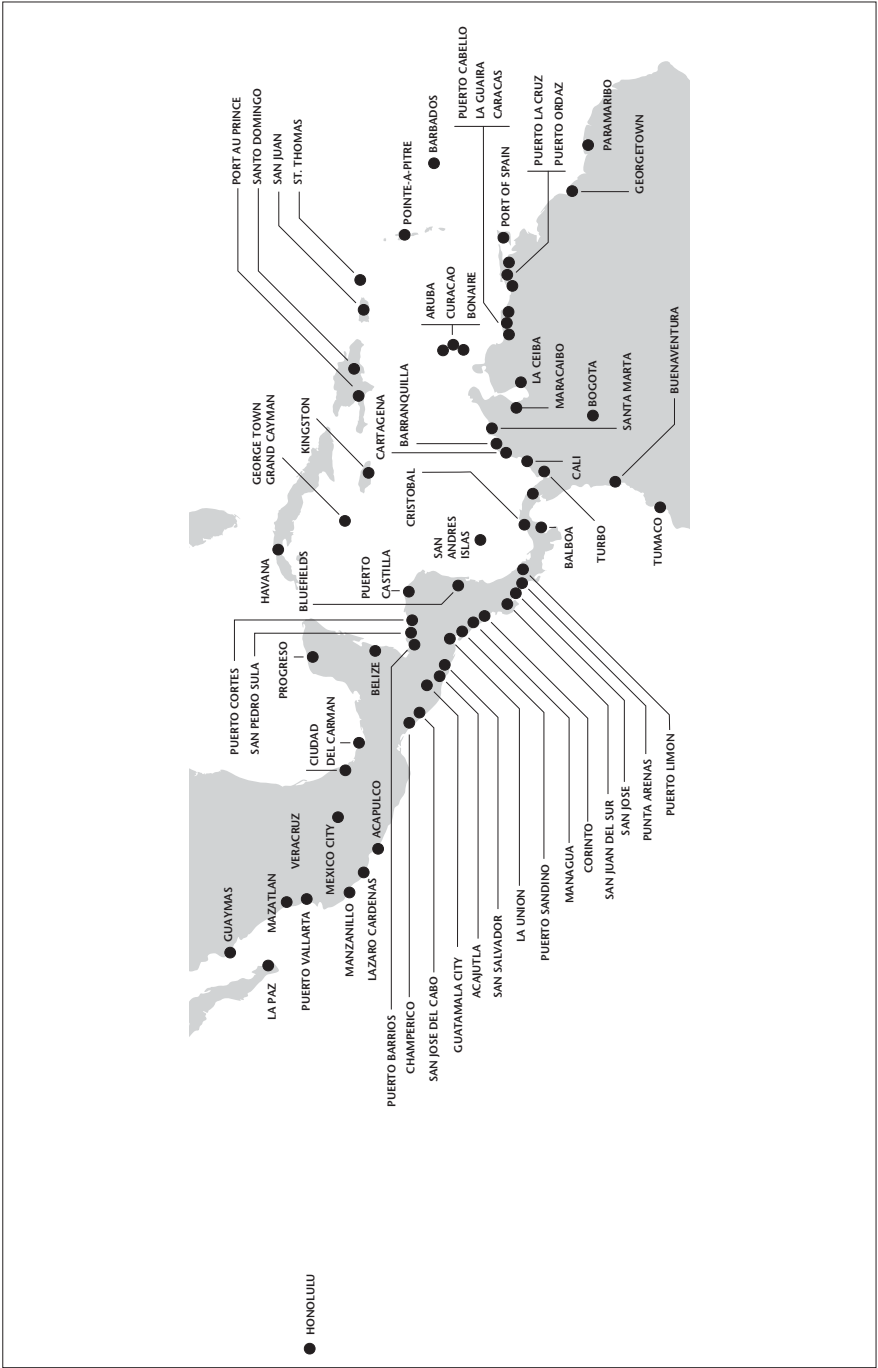 HONOLULU
GUAYMAS
LA PAZ
MAZATLAN
PUERTO VALLARTA
VERACRUZ
MEXICO CITY
MANZANILLO
LAZARO CARDENAS
ACAPULCO
CIUDAD
DEL CARMAN
PROGRESO
PUERTO CORTES
SAN PEDRO SULA
BELIZE
HAVANA
BLUEFIELDS
PUERTO
CASTILLA
GEORGE TOWN
GRAND CAYMAN
KINGSTON
PORT AU PRINCE
SANTO DOMINGO
SAN JUAN
ST. THOMAS
POINTE-A-PITRE
BARBADOS
ARUBA
CURACAO
BONAIRE
PUERTO CABELLO
LA GUAIRA
CARACAS
PORT OF SPAIN
PUERTO LA CRUZ
PUERTO ORDAZ
PARAMARIBO
GEORGETOWN
CARTAGENA
BARRANQUILLA
CRISTOBAL
SAN
ANDRES
ISLAS
LA CEIBA
MARACAIBO
BOGOTA
SANTA MARTA
BUENAVENTURA
CALI
TURBO
BALBOA
TUMACO
PUERTO BARRIOS
CHAMPERICO
SAN JOSE DEL CABO
GUATAMALA CITY
ACAJUTLA
SAN SALVADOR
LA UNION
PUERTO SANDINO
MANAGUA
CORINTO
SAN JUAN DEL SUR
SAN JOSE
PUNTA ARENAS
PUERTO LIMON